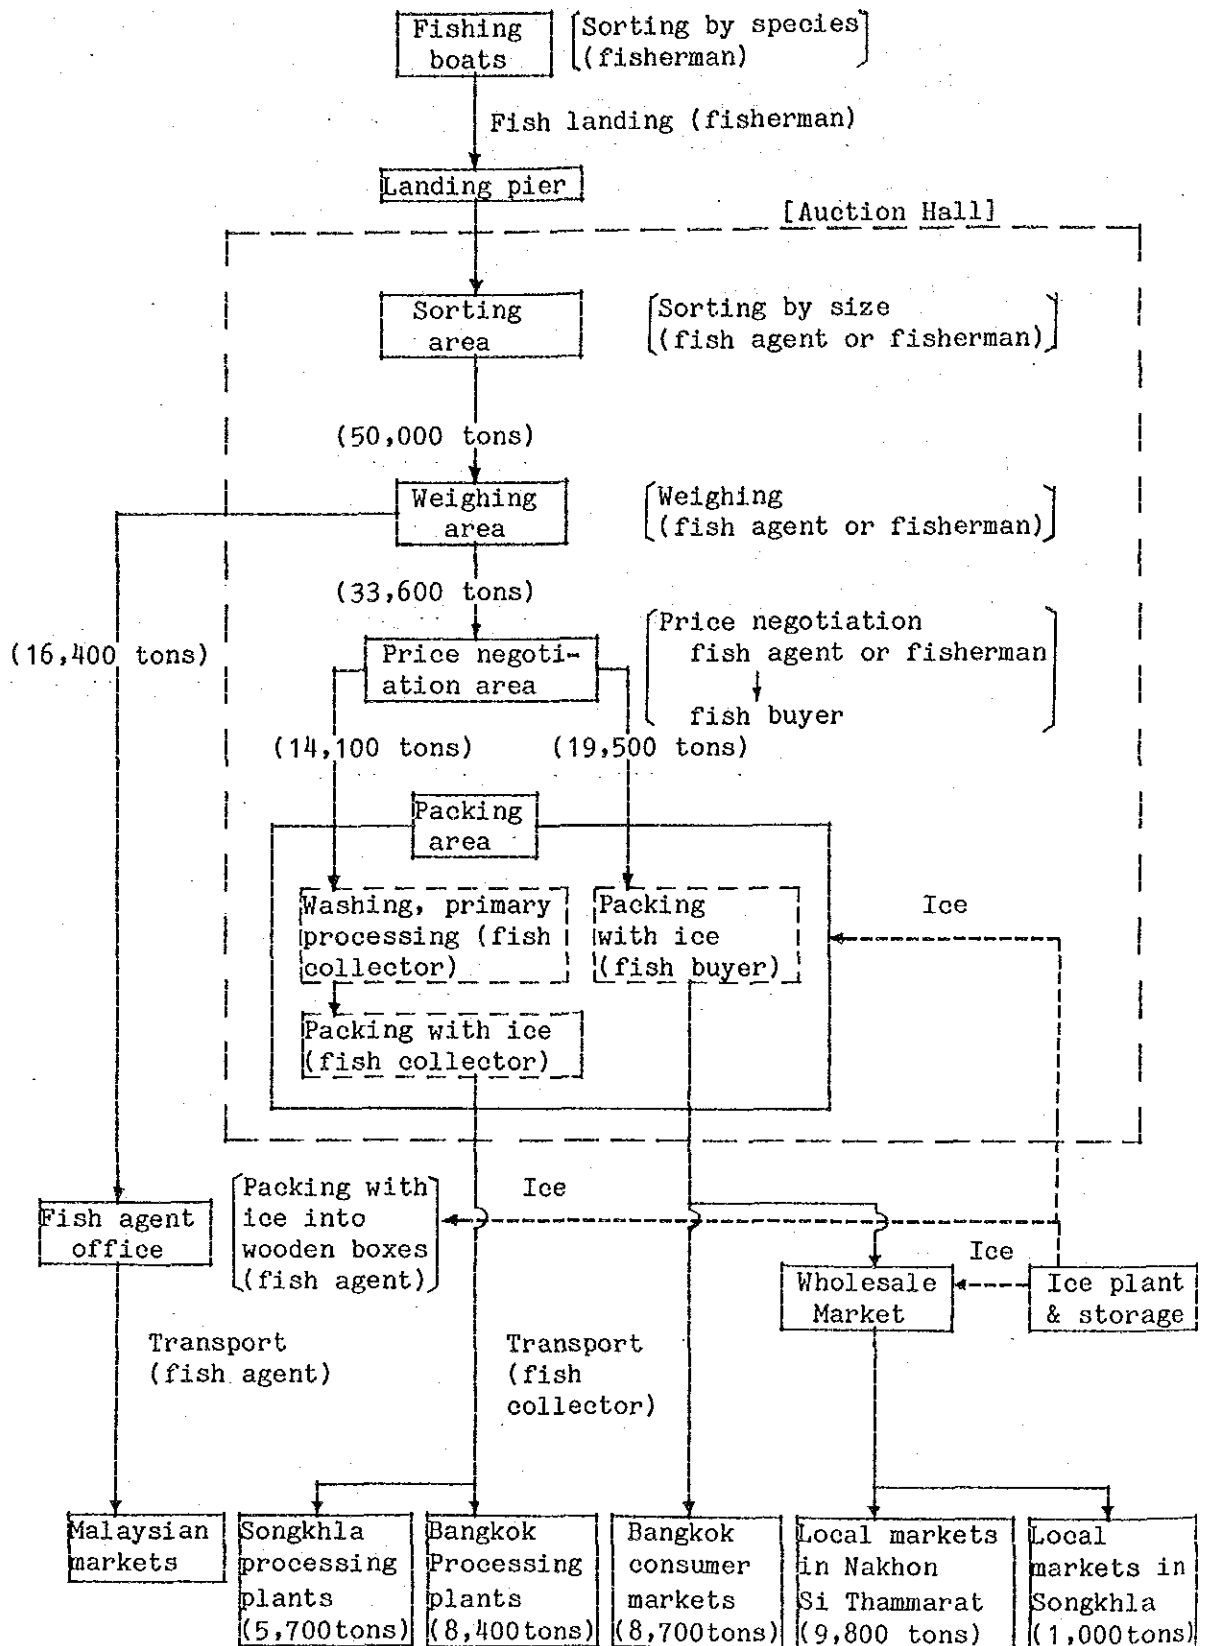 Fishing
boats
Sorting by species
(fisherman)
Fish landing (fisherman)
Landing pier
[Auction Hall]
Sorting
area
Sorting by size
(fish agent or fisherman)
(50,000 tons)
Weighing
area
Weighing
(fish agent or fisherman)
(33,600 tons)
(16,400 tons)
Price negoti-
ation area
Price negotiation
fish agent or fisherman
fish buyer
(14,100 tons)
(19,500 tons)
Packing
area
Washing, primary
processing (fish
collector)
Packing
with ice
(fish buyer)
Ice
Packing with ice
(fish collector)
Fish agent
office
Packing with
ice into
wooden boxes
(fish agent)
Ice
Ice
Wholesale
Market
Ice plant
& storage
Transport
(fish agent)
Transport
(fish
collector)
Malaysian
markets
Songkhla
processing
plants
(5,700tons)
Bangkok
Processing
plants
(8,400tons)
Bangkok
consumer
markets
(8,700tons)
Local markets
in Nakhon
Si Thammarat
(9,800 tons)
Local
markets in
Songkhla
(1,000tons)